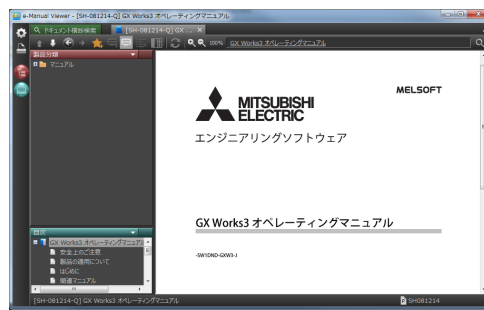 e-Manual Viewer - [SH-081214-Q] GX Works3 オペレーティングマニュアル
ドキュメント横断検索
[SH-081214-Q] GX ...
100%
GX Works3 オペレーティングマニュアル
製品分類
マニュアル
MELSOFT
MITSUBISHI
ELECTRIC
エンジニアリングソフトウェア
GX Works3 オペレーティングマニュアル
-SW1DND-GXW3-J
目次
GX Works3 オペレーティングマニュアル
安全上のご注意
製品の適用について
はじめに
関連マニュアル
[SH-081214-Q] GX Works3 オペレーティングマニュアル
SH081214